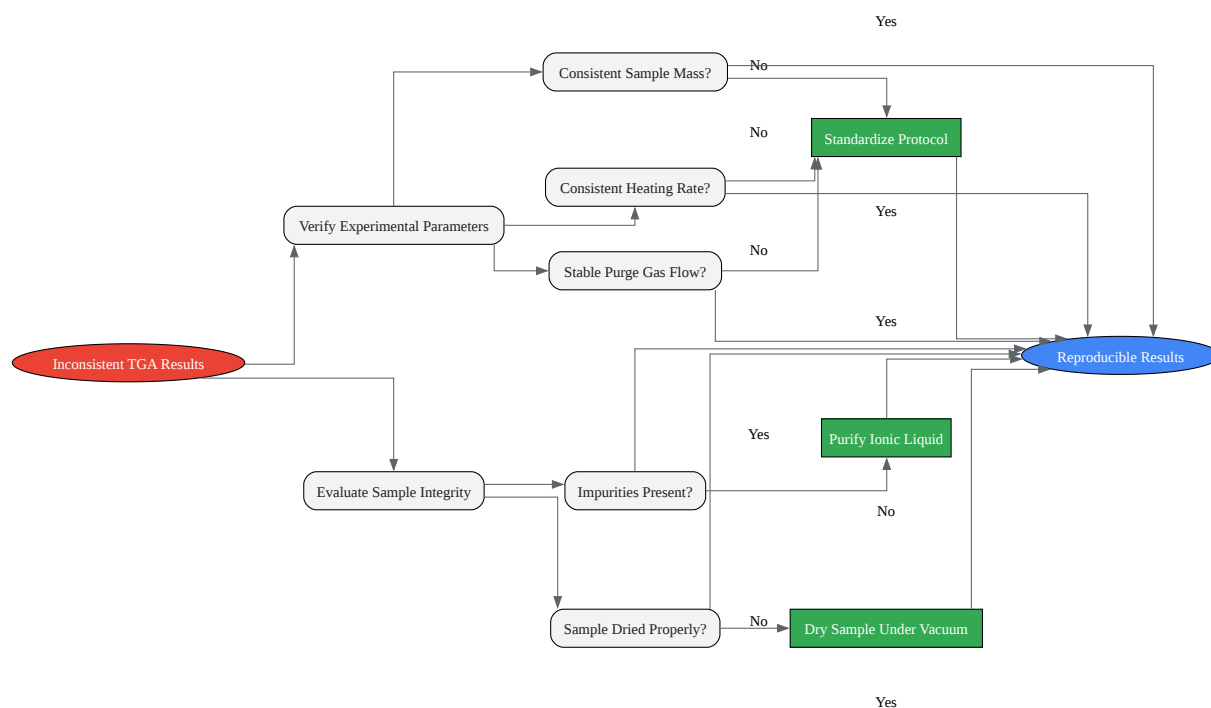 Yes
Consistent Sample Mass?
No
No
Standardize Protocol
Consistent Heating Rate?
Yes
Verify Experimental Parameters
No
Stable Purge Gas Flow?
Yes
Inconsistent TGA Results
Reproducible Results
Yes
Purify Ionic Liquid
Evaluate Sample Integrity
Impurities Present?
No
Sample Dried Properly?
No
Dry Sample Under Vacuum
Yes